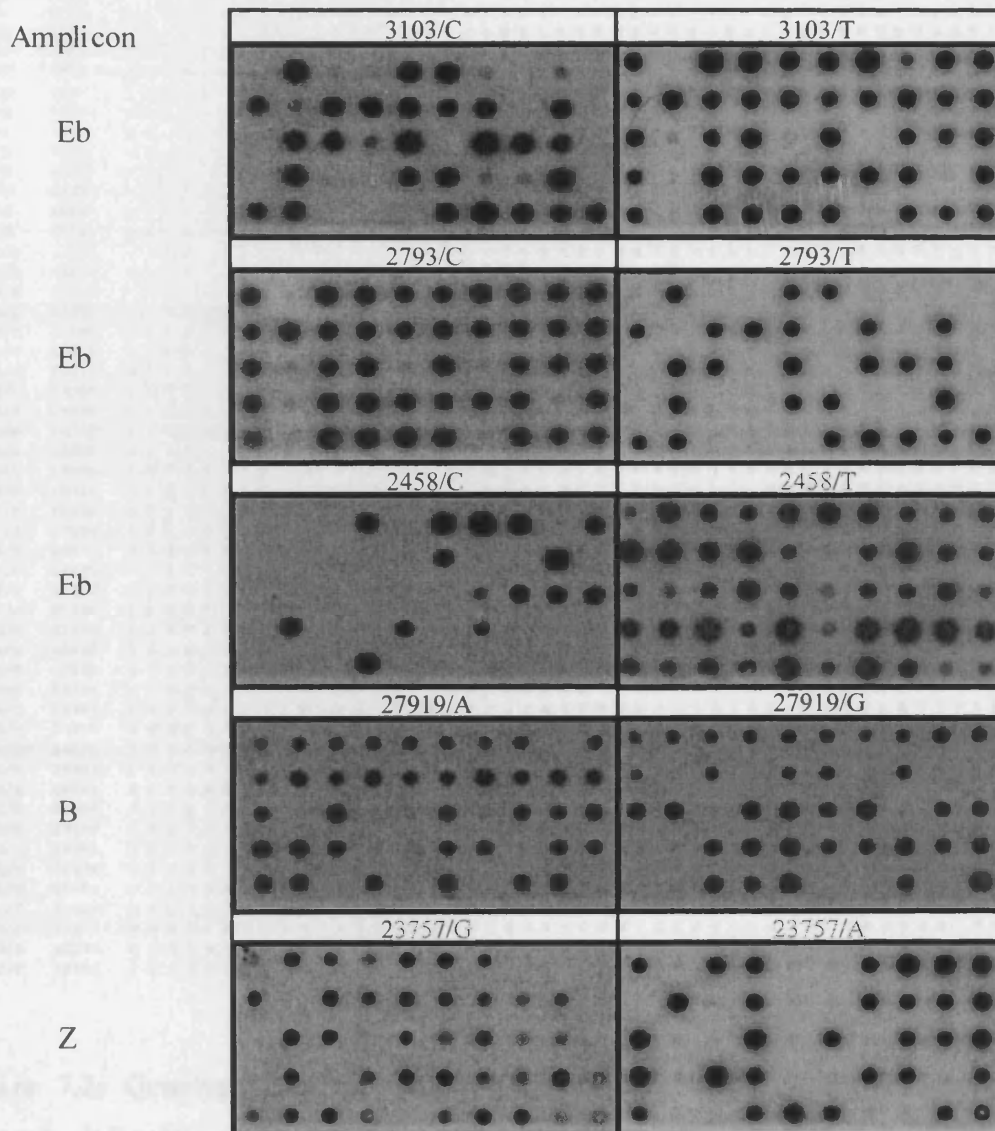 Amplicon
3103/C 3103/T
Eb
2793/C 2793/T
Eb
2458/C 2458/T
Eb
27919/A 27919/G
B
23757/G 23757/A
Z